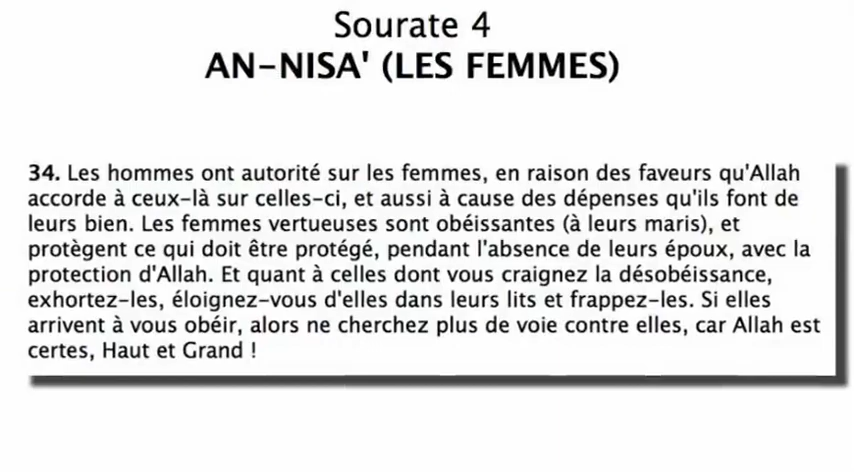 Sourate 4
AN-NISA' (LES FEMMES)
34. Les hommes ont autorité sur les femmes, en raison des faveurs qu'Allah
accorde à ceux-là sur celles-ci, et aussi à cause des dépenses qu'ils font de
leurs bien. Les femmes vertueuses sont obéissantes (à leurs maris), et
protègent ce qui doit être protégé, pendant l'absence de leurs époux, avec la
protection d'Allah. Et quant à celles dont vous craignez la désobéissance,
exhortez-les, éloignez-vous d'elles dans leurs lits et frappez-les. Si elles
arrivent à vous obéir, alors ne cherchez plus de voie contre elles, car Allah est
certes, Haut et Grand !